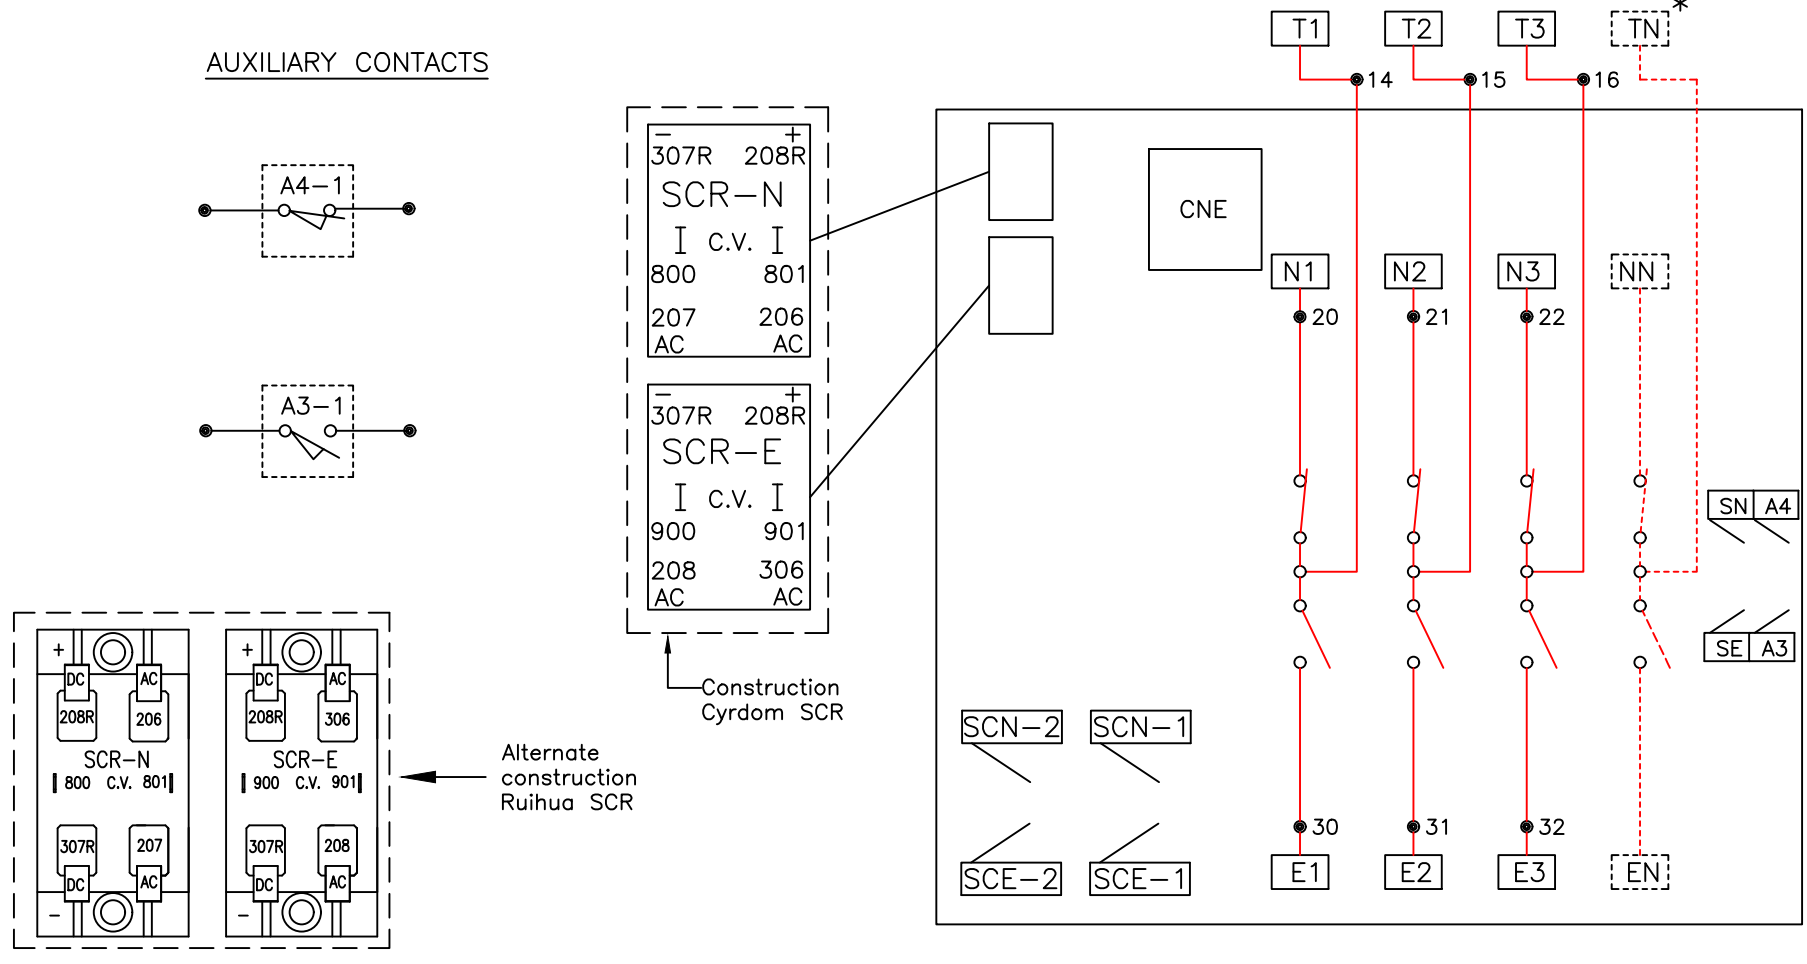 AUXILIARY CONTACTS
A4-1
A3-1
- +
307R 208R
SCR-N
I C.V. I
800 801
207 206
AC AC
- +
307R 208R
SCR-E
I C.V. I
900 901
208 306
AC AC
Construction
Cyrdom SCR
+
DC AC
208R 206
SCR-N
800 C.V. 801
307R 207
DC AC
-
+
DC AC
208R 306
SCR-E
900 C.V. 901
307R 208
DC AC
-
Alternate
construction
Ruihua SCR
T1 T2 T3 TN*
14 15 16
CNE
N1 N2 N3 NN
20 21 22
SN A4
SE A3
SCN-2 SCN-1
30 31 32
SCE-2 SCE-1
E1 E2 E3 EN